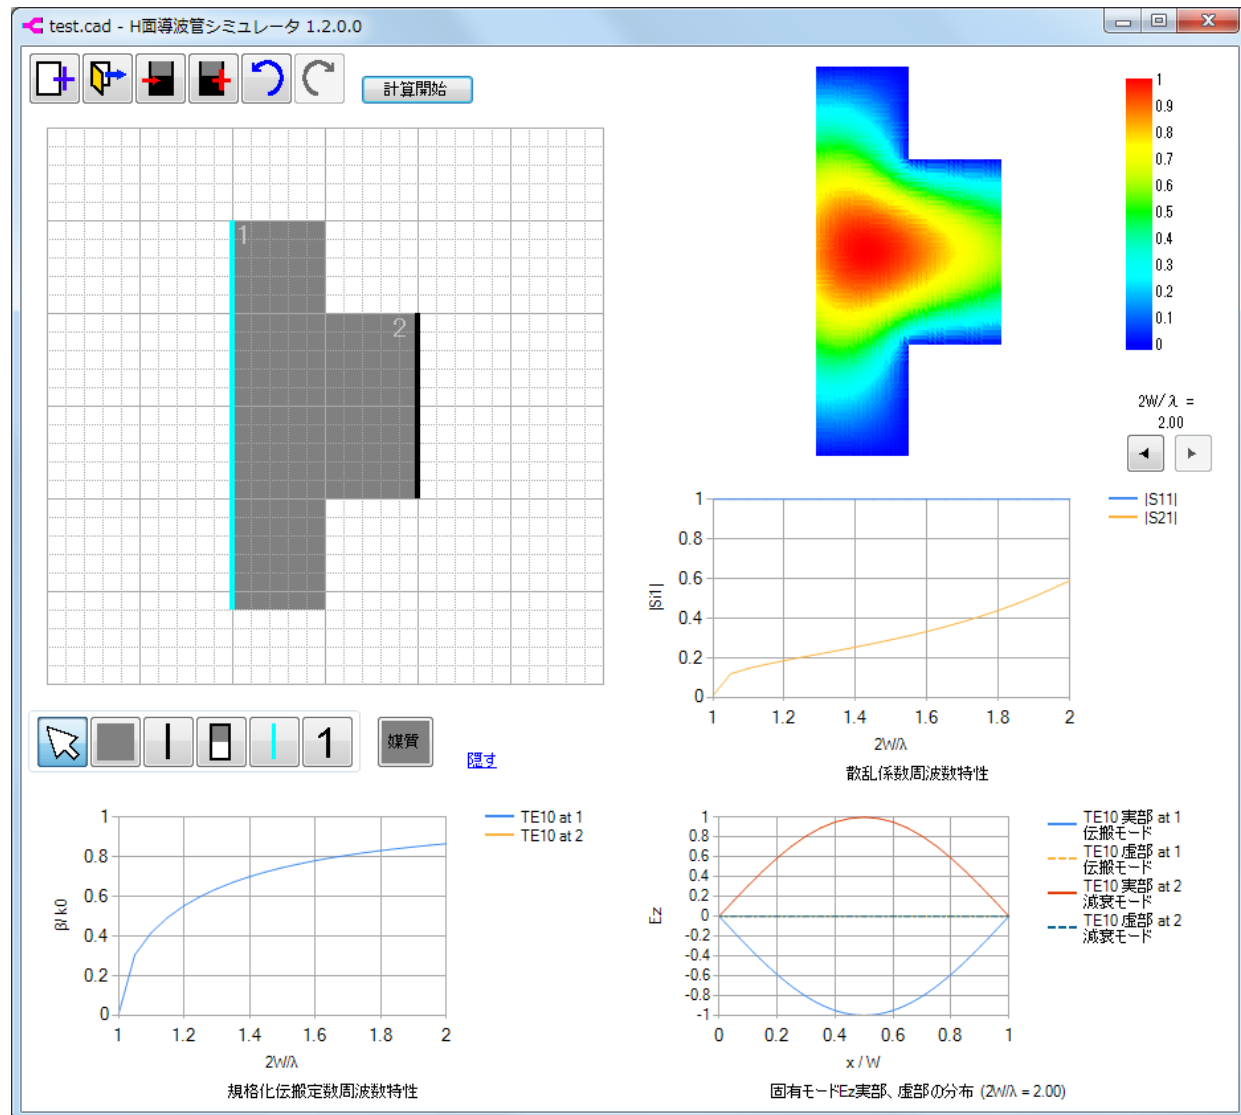 test.cad - H面導波管シミュレータ 1.2.0.0
計算開始
1
2
1
0.9
0.8
0.7
0.6
0.5
0.4
0.3
0.2
0.1
0
2W/λ =
2.00
1
0.8
0.6
0.4
0.2
0
|Si1|
1
1.2
1.4
1.6
1.8
2
2W/λ
散乱係数周波数特性
|S11|
|S21|
1
媒質
隠す
1
0.8
0.6
0.4
0.2
0
β/k0
1
1.2
1.4
1.6
1.8
2
2W/λ
規格化伝搬定数周波数特性
TE10 at 1
TE10 at 2
1
0.8
0.6
0.4
0.2
0
-0.2
-0.4
-0.6
-0.8
-1
Ez
0
0.2
0.4
0.6
0.8
1
x / W
固有モードEz実部、虚部の分布 (2W/λ = 2.00)
TE10 実部 at 1
伝搬モード
TE10 虚部 at 1
伝搬モード
TE10 実部 at 2
減衰モード
TE10 虚部 at 2
減衰モード